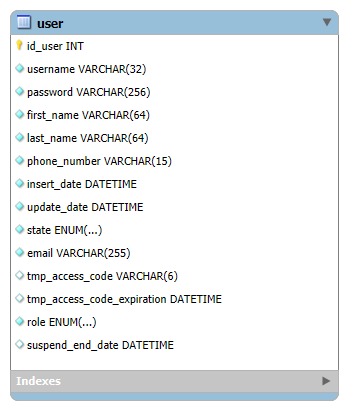 user
id_user INT
username VARCHAR(32)
password VARCHAR(256)
first_name VARCHAR(64)
last_name VARCHAR(64)
phone_number VARCHAR(15)
insert_date DATETIME
update_date DATETIME
state ENUM(...)
email VARCHAR(255)
tmp_access_code VARCHAR(6)
tmp_access_code_expiration DATETIME
role ENUM(...)
suspend_end_date DATETIME
Indexes